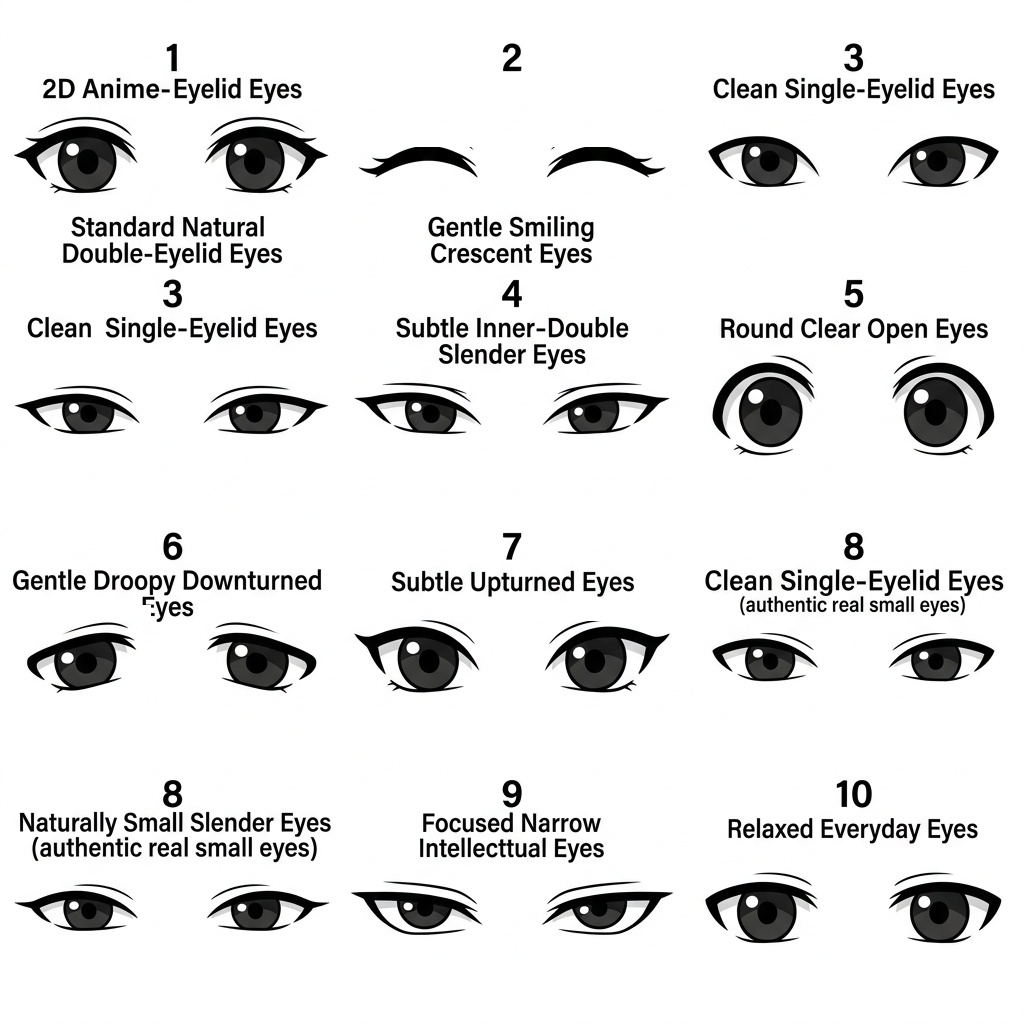 1
2D Anime-Eyelid Eyes
2
3
Clean Single-Eyelid Eyes
Standard Natural
Double-Eyelid Eyes
Gentle Smiling
Crescent Eyes
3
Clean Single-Eyelid Eyes
4
Subtle Inner-Double
Slender Eyes
5
Round Clear Open Eyes
6
Gentle Droopy Downturned
Eyes
7
Subtle Upturned Eyes
8
Clean Single-Eyelid Eyes
(authentic real small eyes)
8
Naturally Small Slender Eyes
(authentic real small eyes)
9
Focused Narrow
Intellecttual Eyes
10
Relaxed Everyday Eyes